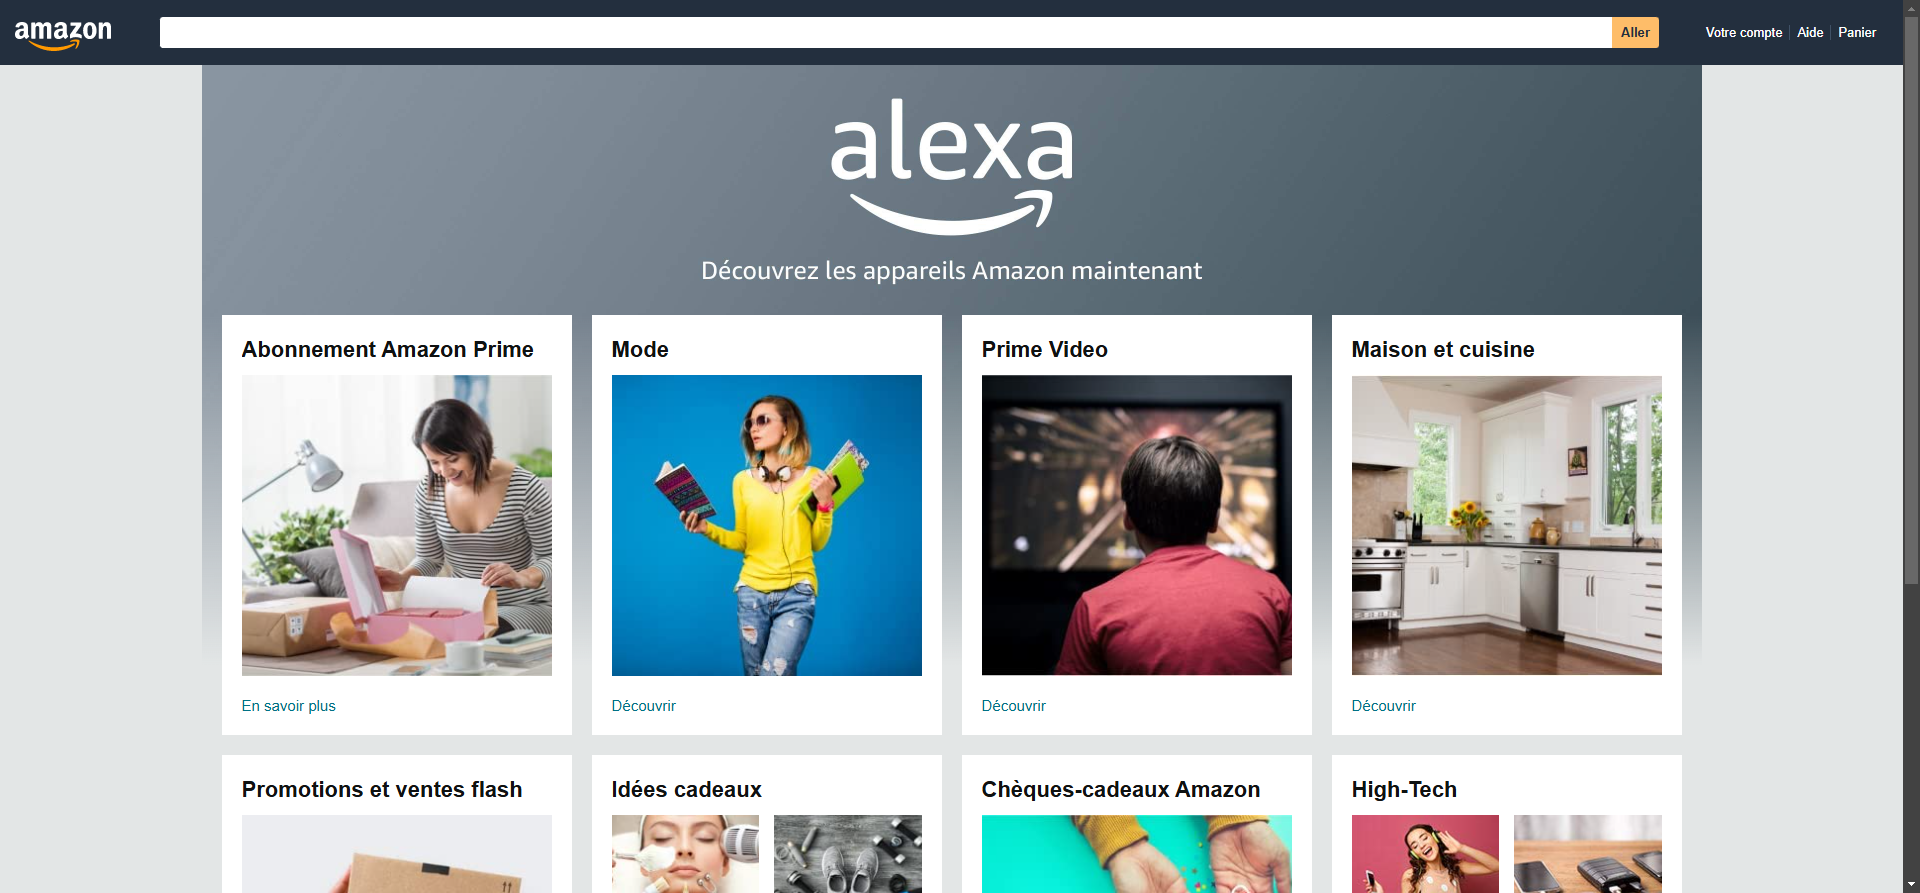 amazon
Aller
Votre compte
Aide
Panier
alexa
Découvrez les appareils Amazon maintenant
Abonnement Amazon Prime
Mode
Prime Video
Maison et cuisine
En savoir plus
Découvrir
Découvrir
Découvrir
Promotions et ventes flash
Idées cadeaux
Chèques-cadeaux Amazon
High-Tech